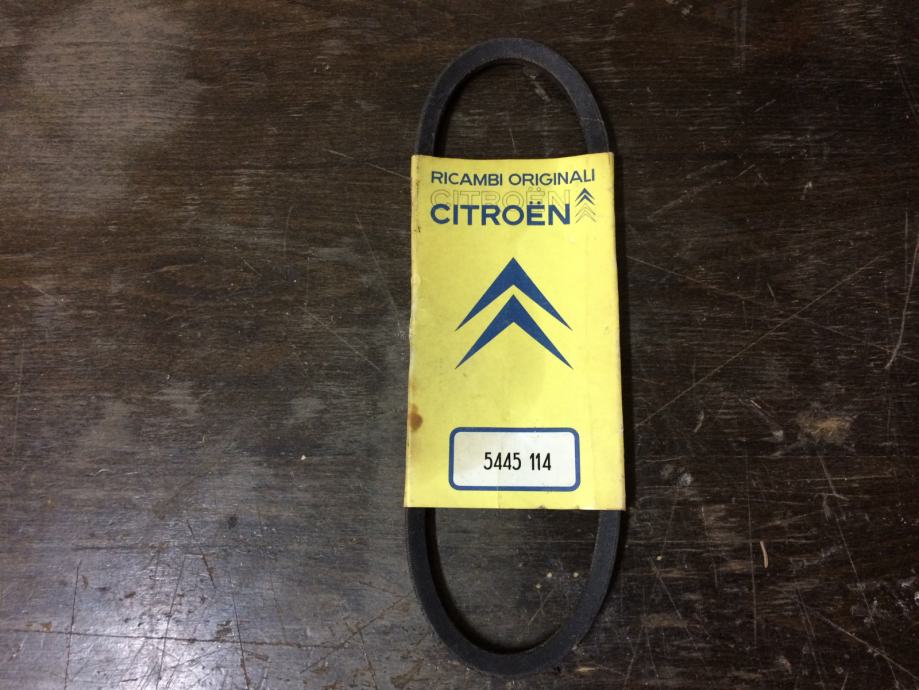 RICAMBI ORIGINALI
CITROËN
CITROËN
5445 114